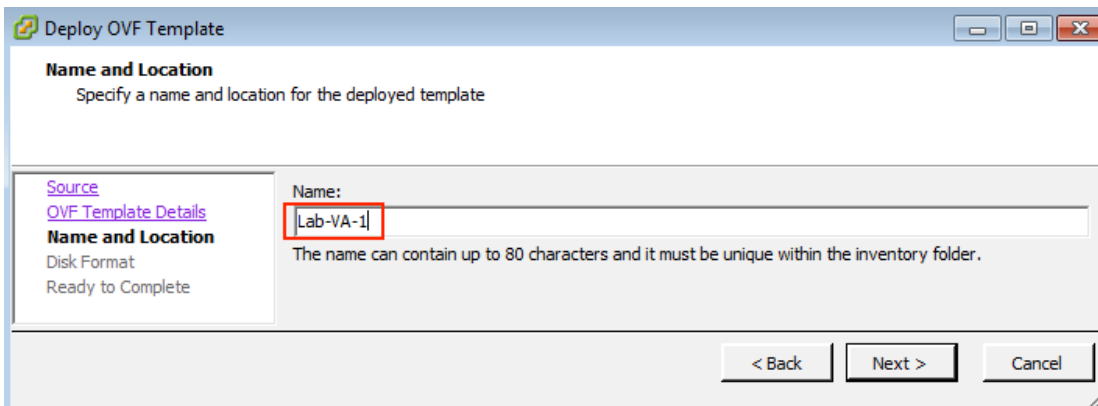 Deploy OVF Template
Name and Location
Specify a name and location for the deployed template
Source
OVF Template Details
Name and Location
Disk Format
Ready to Complete
Name:
Lab-VA-1
The name can contain up to 80 characters and it must be unique within the inventory folder.
< Back Next > Cancel